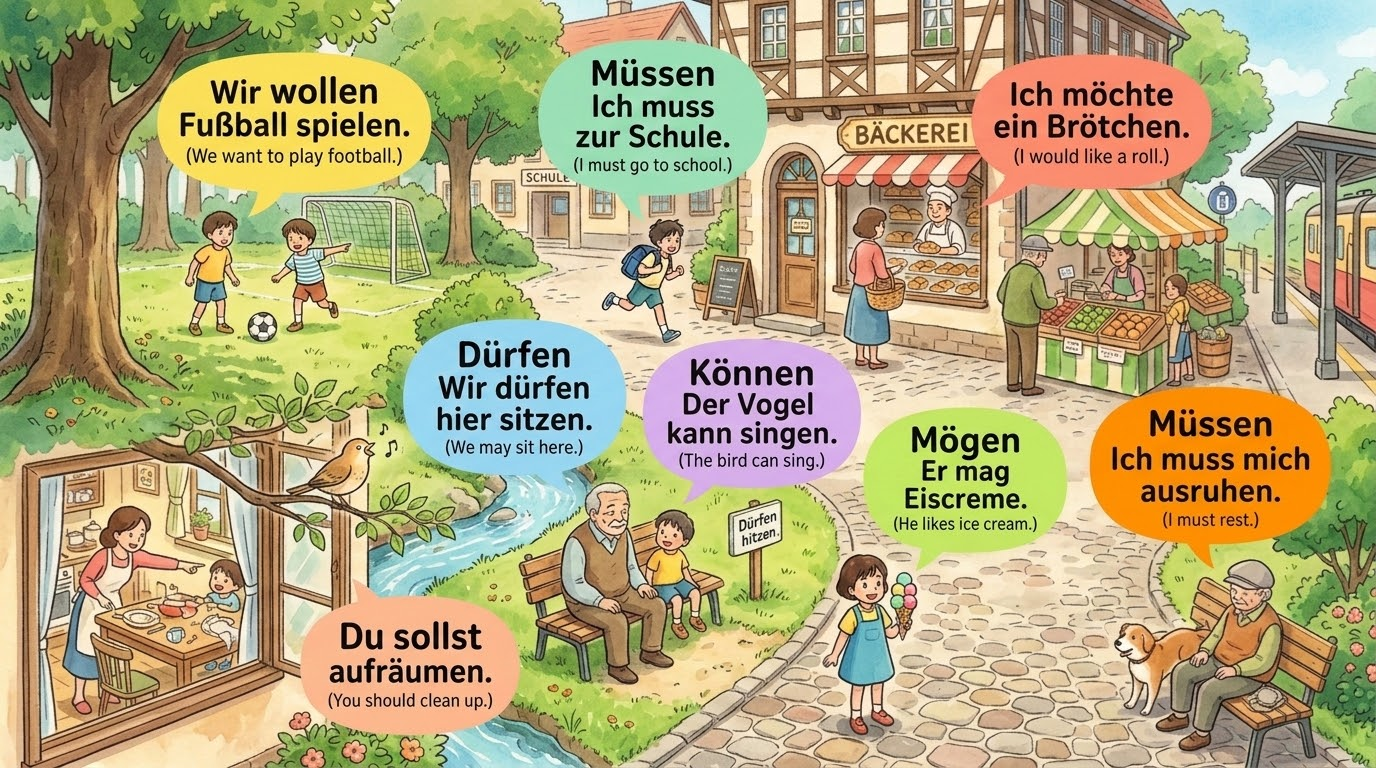 Wir wollen
Fußball spielen.
(We want to play football.)
Müssen
Ich muss
zur Schule.
(I must go to school.)
Ich möchte
ein Brötchen.
(I would like a roll.)
BÄCKEREI
SCHULE
Dürfen
Wir dürfen
hier sitzen.
(We may sit here.)
Können
Der Vogel
kann singen.
(The bird can sing.)
Mögen
Er mag
Eiscreme.
(He likes ice cream.)
Müssen
Ich muss mich
ausruhen.
(I must rest.)
Dürfen
hitzen.
Du sollst
aufräumen.
(You should clean up.)